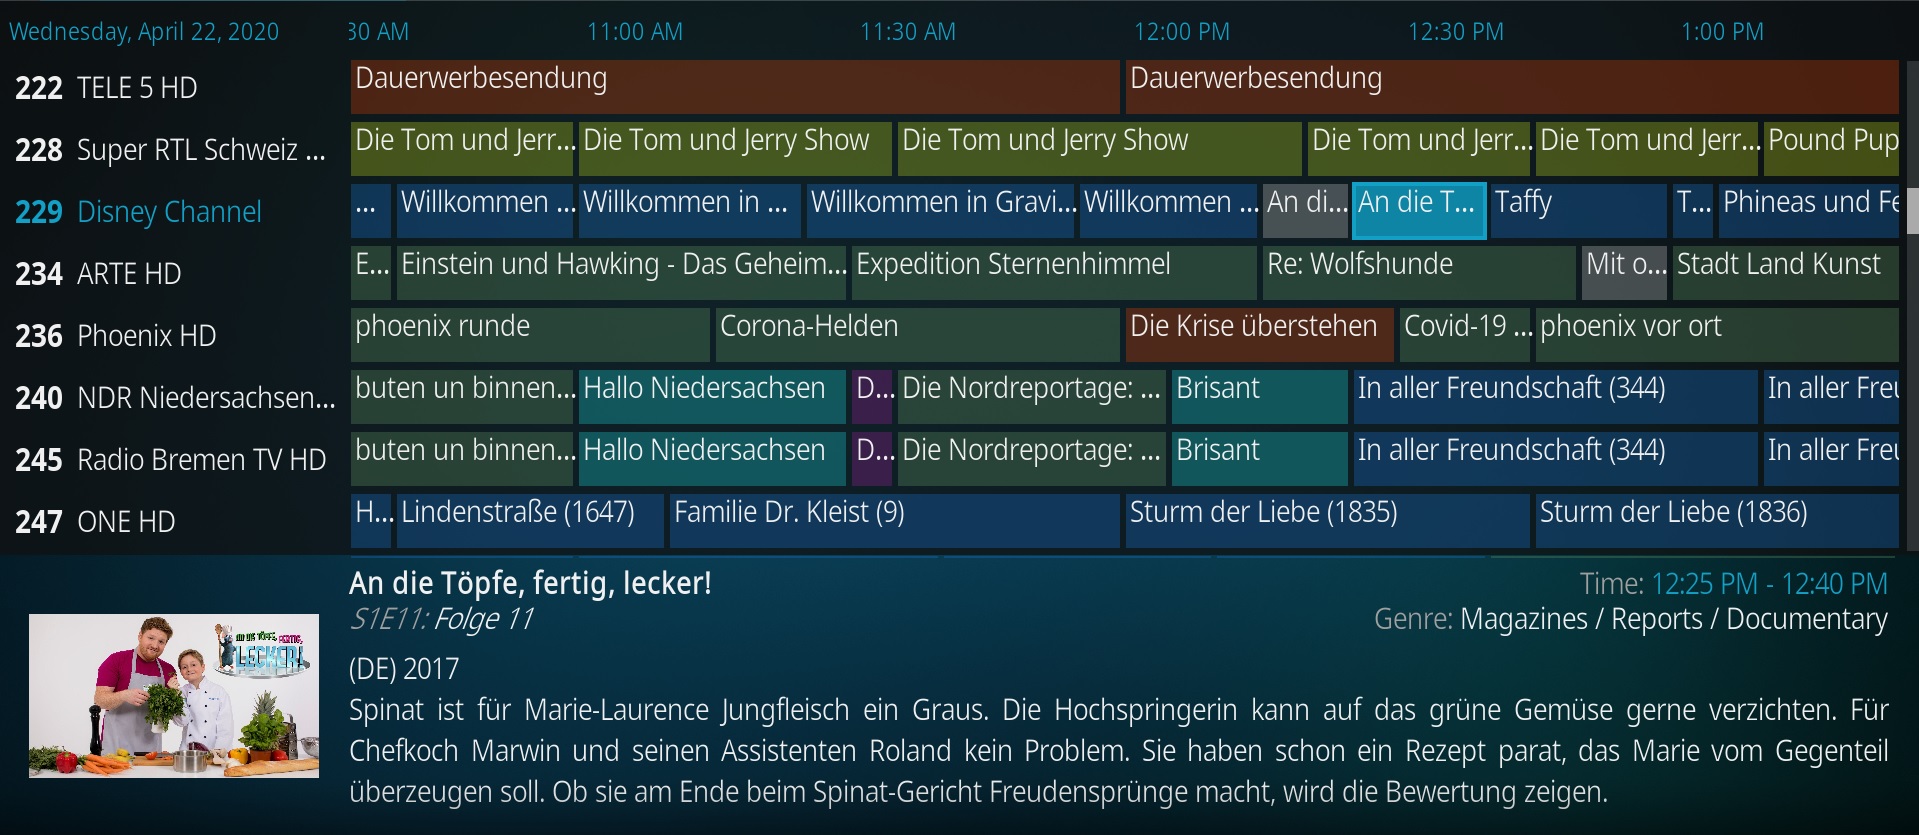 Wednesday, April 22, 2020 30 AM 11:00 AM 11:30 AM 12:00 PM 12:30 PM 1:00 PM
222 TELE 5 HD Dauerwerbesendung Dauerwerbesendung
228 Super RTL Schweiz ... Die Tom und Jerr... Die Tom und Jerry Show Die Tom und Jerry Show Die Tom und Jerr... Die Tom und Jerr... Pound Pup
229 Disney Channel ... Willkommen ... Willkommen in ... Willkommen in Gravi... Willkommen ... An di... An die T... Taffy T... Phineas und Fe
234 ARTE HD E... Einstein und Hawking - Das Geheim... Expedition Sternenhimmel Re: Wolfshunde Mit o... Stadt Land Kunst
236 Phoenix HD phoenix runde Corona-Helden Die Krise überstehen Covid-19 ... phoenix vor ort
240 NDR Niedersachsen... buten un binnen... Hallo Niedersachsen D... Die Nordreportage: ... Brisant In aller Freundschaft (344) In aller Freu
245 Radio Bremen TV HD buten un binnen... Hallo Niedersachsen D... Die Nordreportage: ... Brisant In aller Freundschaft (344) In aller Freu
247 ONE HD H... Lindenstraße (1647) Familie Dr. Kleist (9) Sturm der Liebe (1835) Sturm der Liebe (1836)
An die Töpfe, fertig, lecker! Time: 12:25 PM - 12:40 PM
S1E11: Folge 11 Genre: Magazines / Reports / Documentary
AN DIE TÖPFE, FERTIG,
LECKER!
(DE) 2017
Spinat ist für Marie-Laurence Jungfleisch ein Graus. Die Hochspringerin kann auf das grüne Gemüse gerne verzichten. Für
Chefkoch Marwin und seinen Assistenten Roland kein Problem. Sie haben schon ein Rezept parat, das Marie vom Gegenteil
überzeugen soll. Ob sie am Ende beim Spinat-Gericht Freudensprünge macht, wird die Bewertung zeigen.